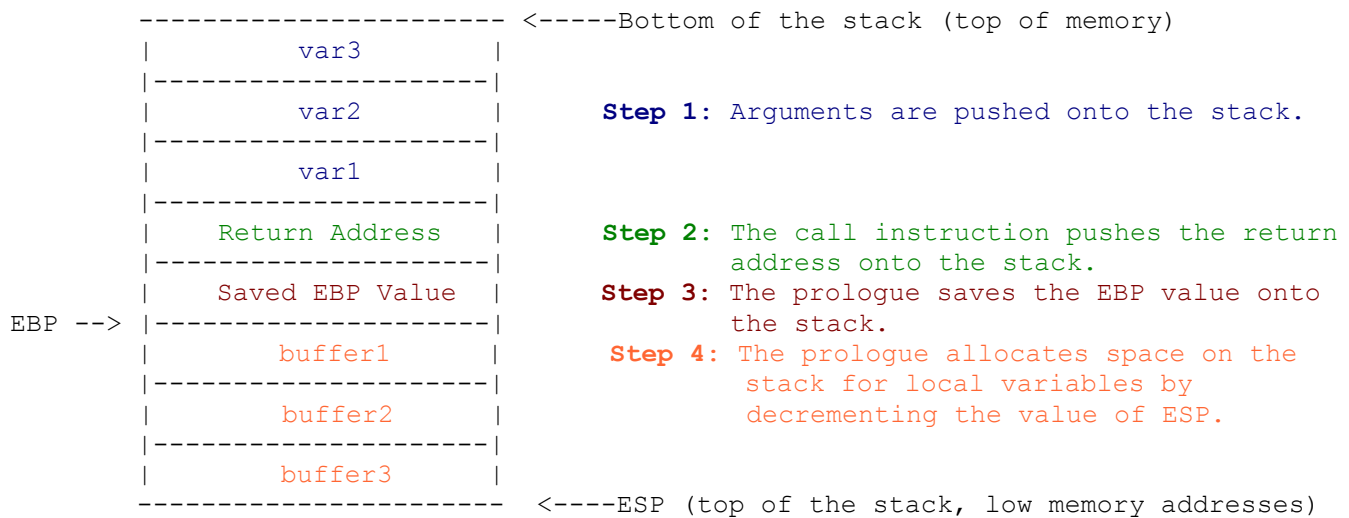 ----------------------- <-----Bottom of the stack (top of memory)
| var3 |
|---------------------|
| var2 | Step 1: Arguments are pushed onto the stack.
|---------------------|
| var1 |
|---------------------|
| Return Address | Step 2: The call instruction pushes the return
|---------------------| address onto the stack.
| Saved EBP Value | Step 3: The prologue saves the EBP value onto
EBP --> |---------------------| the stack.
| buffer1 | Step 4: The prologue allocates space on the
|---------------------| stack for local variables by
| buffer2 | decrementing the value of ESP.
|---------------------|
| buffer3 |
----------------------- <----ESP (top of the stack, low memory addresses)